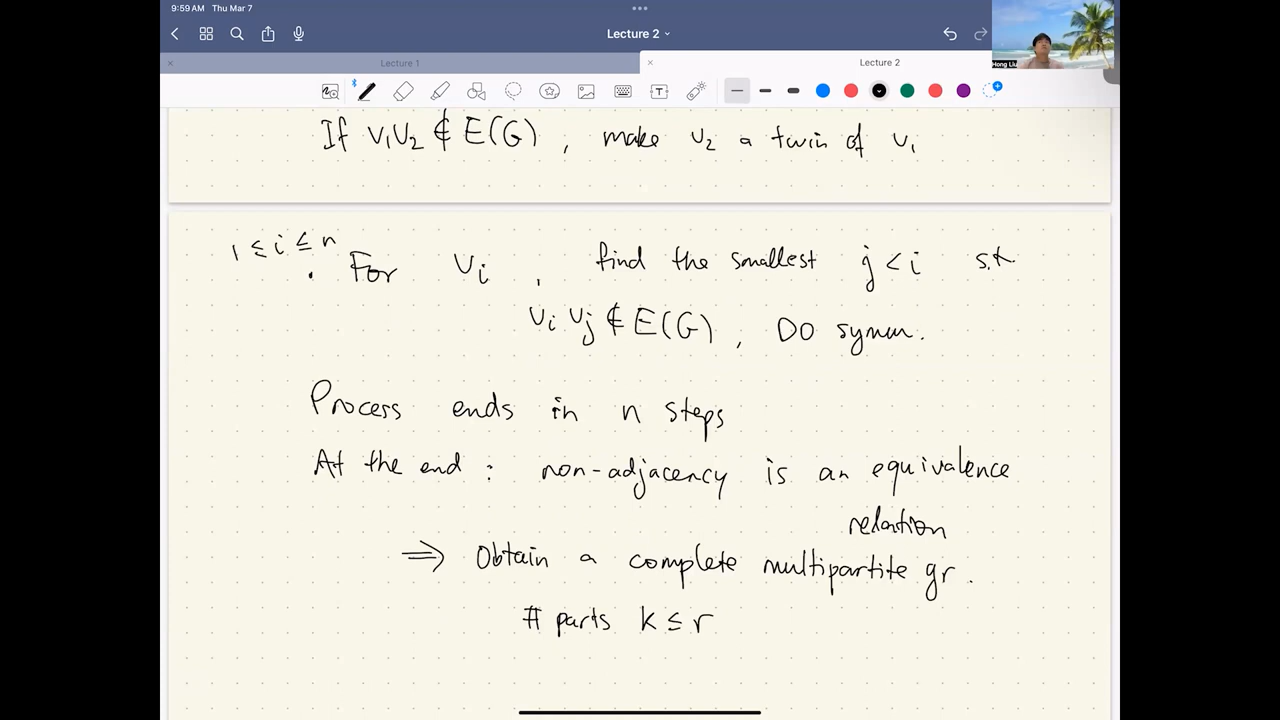 9:59AM Thu Mar 7
Lecture 2
Lecture 1
Lecture 2
Hong Liu
If v₁v₂ ∉ E(G), make v₂ a twin of v₁
1 ≤ i ≤ n
. For vᵢ, find the smallest j < i s.t.
vᵢ vⱼ ∉ E(G), Do symm.
Process ends in n steps
At the end : non-adjacency is an equivalence
relation
⟹ Obtain a complete multipartite gr.
# parts k ≤ r